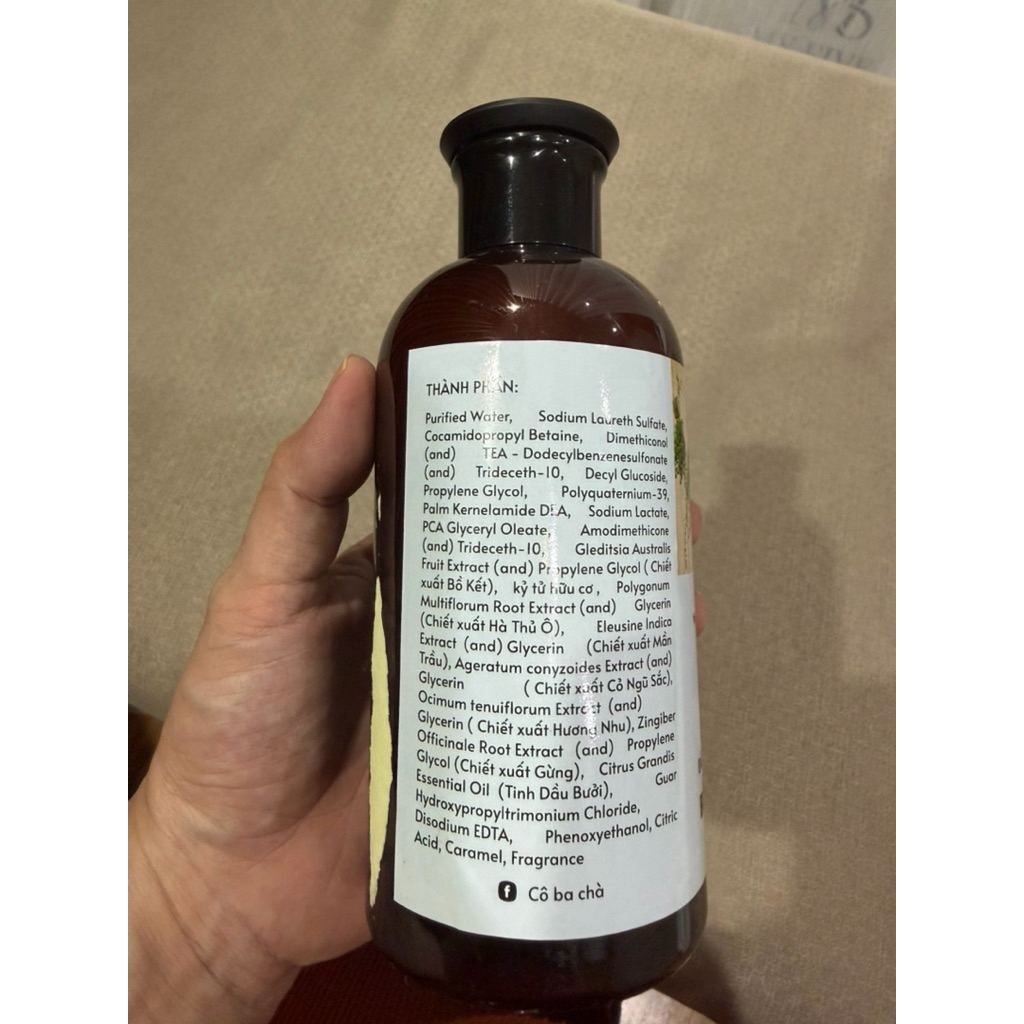 THÀNH PHẦN:
Purified Water, Sodium Laureth Sulfate,
Cocamidopropyl Betaine, Dimethiconol
(and) TEA - Dodecylbenzenesulfonate
(and) Trideceth-10, Decyl Glucoside,
Propylene Glycol, Polyquaternium-39,
Palm Kernelamide DEA, Sodium Lactate,
PCA Glyceryl Oleate, Amodimethicone
(and) Trideceth-10, Gleditsia Australis
Fruit Extract (and) Propylene Glycol ( Chiết
xuất Bồ Kết), kỷ tử hữu cơ, Polygonum
Multiflorum Root Extract (and) Glycerin
(Chiết xuất Hà Thủ Ô), Eleusine Indica
Extract (and) Glycerin (Chiết xuất Mần
Trầu), Ageratum conyzoides Extract (and)
Glycerin ( Chiết xuất Cỏ Ngũ Sắc),
Ocimum tenuiflorum Extract (and)
Glycerin ( Chiết xuất Hương Nhu), Zingiber
Officinale Root Extract (and) Propylene
Glycol (Chiết xuất Gừng), Citrus Grandis
Essential Oil (Tinh Dầu Bưởi), Guar
Hydroxypropyltrimonium Chloride,
Disodium EDTA, Phenoxyethanol, Citric
Acid, Caramel, Fragrance
f Cô ba chà